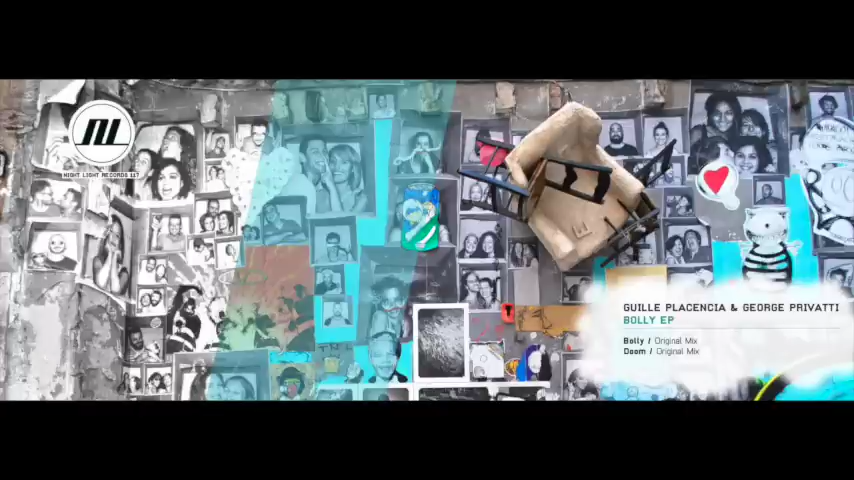 NL
NIGHT LIGHT RECORDS 117
GUILLE PLACENCIA & GEORGE PRIVATTI
BOLLY EP
Bolly / Original Mix
Doom / Original Mix